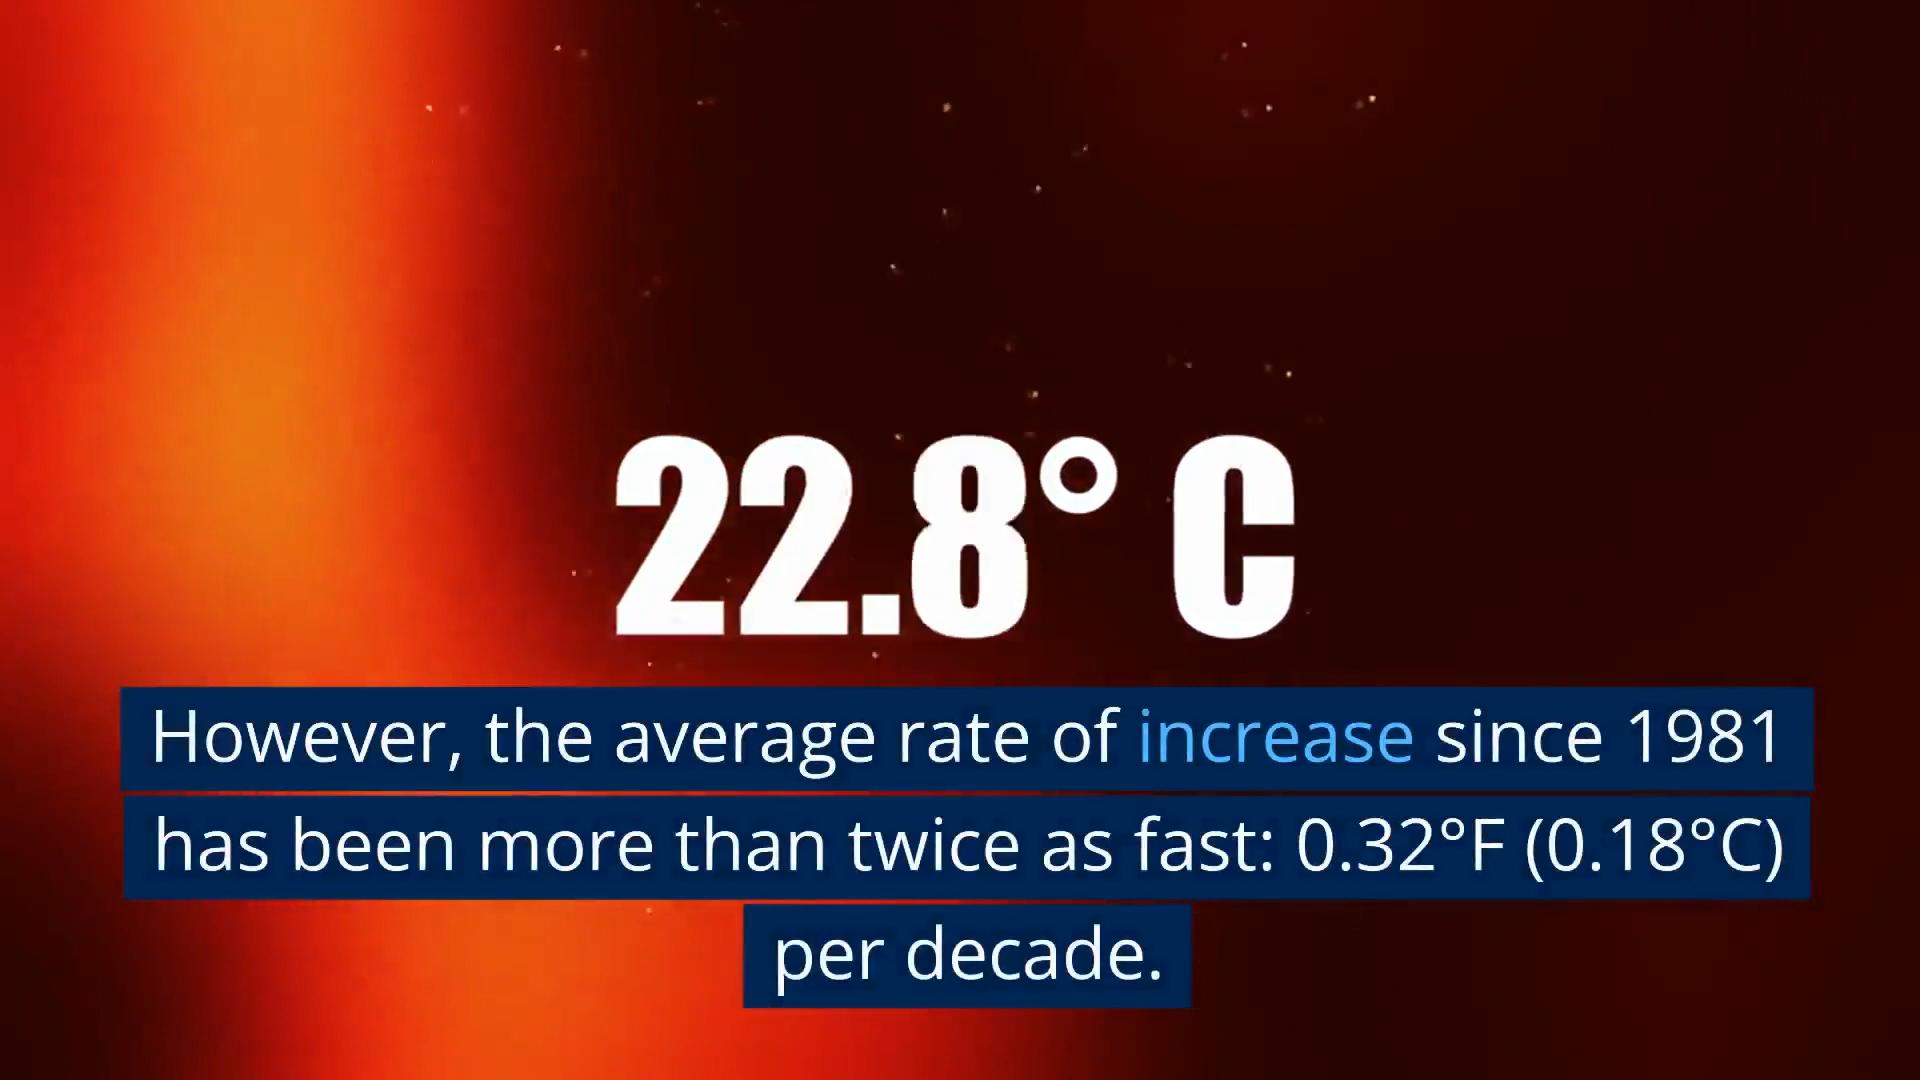 22.8° C
However, the average rate of increase since 1981
has been more than twice as fast: 0.32°F (0.18°C)
per decade.